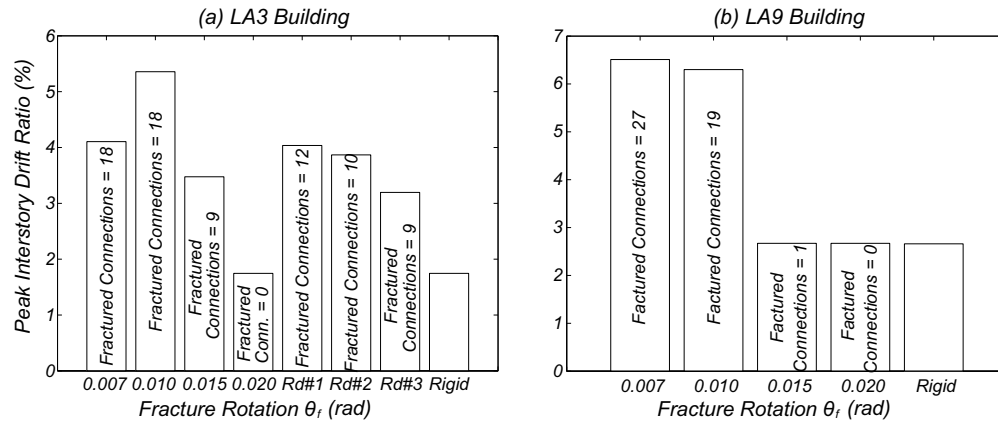 (a) LA3 Building
Peak Interstory Drift Ratio (%)
6
5
4
3
2
1
0
Fractured Connections = 18
Fractured Connections = 18
Fractured
Connections = 9
Fractured
Conn. = 0
Fractured Connections = 12
Fractured Connections = 10
Fractured
Connections = 9
0.007 0.010 0.015 0.020 Rd#1 Rd#2 Rd#3 Rigid
Fracture Rotation θf (rad)
(b) LA9 Building
7
6
5
4
3
2
1
0
Factured Connections = 27
Factured Connections = 19
Factured
Connections = 1
Factured
Connections = 0
0.007 0.010 0.015 0.020 Rigid
Fracture Rotation θf (rad)